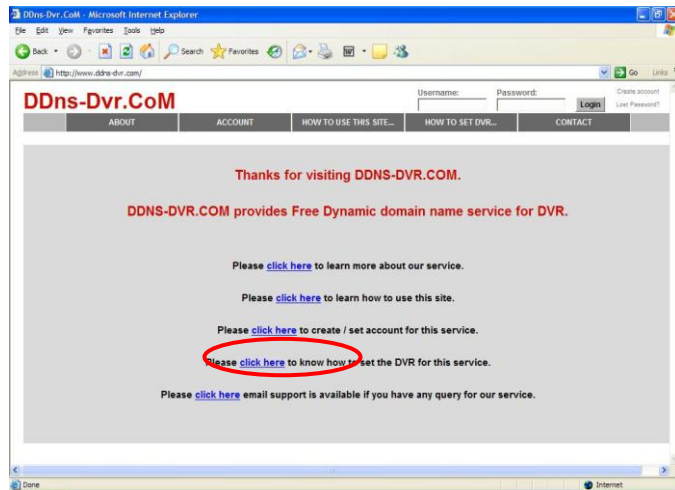 DDns-Dvr.CoM - Microsoft Internet Explorer
File Edit View Favorites Tools Help
Back Search Favorites
Address http://www.ddns-dvr.com/ Go Links
DDns-Dvr.CoM
Username: Password: Login Create account Lost Password?
ABOUT ACCOUNT HOW TO USE THIS SITE... HOW TO SET DVR... CONTACT
Thanks for visiting DDNS-DVR.COM.
DDNS-DVR.COM provides Free Dynamic domain name service for DVR.
Please click here to learn more about our service.
Please click here to learn how to use this site.
Please click here to create / set account for this service.
Please click here to know how to set the DVR for this service.
Please click here email support is available if you have any query for our service.
Done Internet